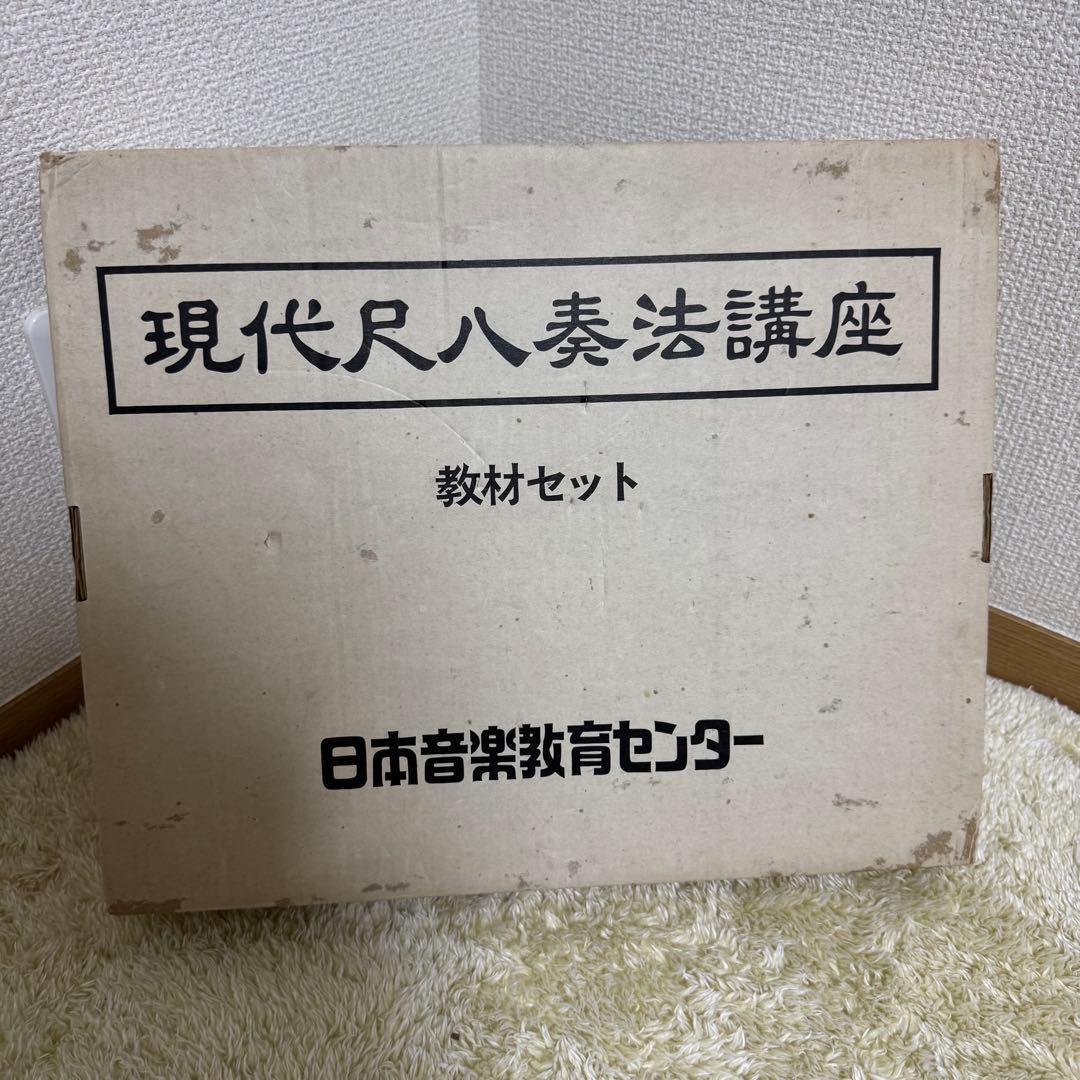 現代尺八奏法講座
教材セット
日本音楽教育センター